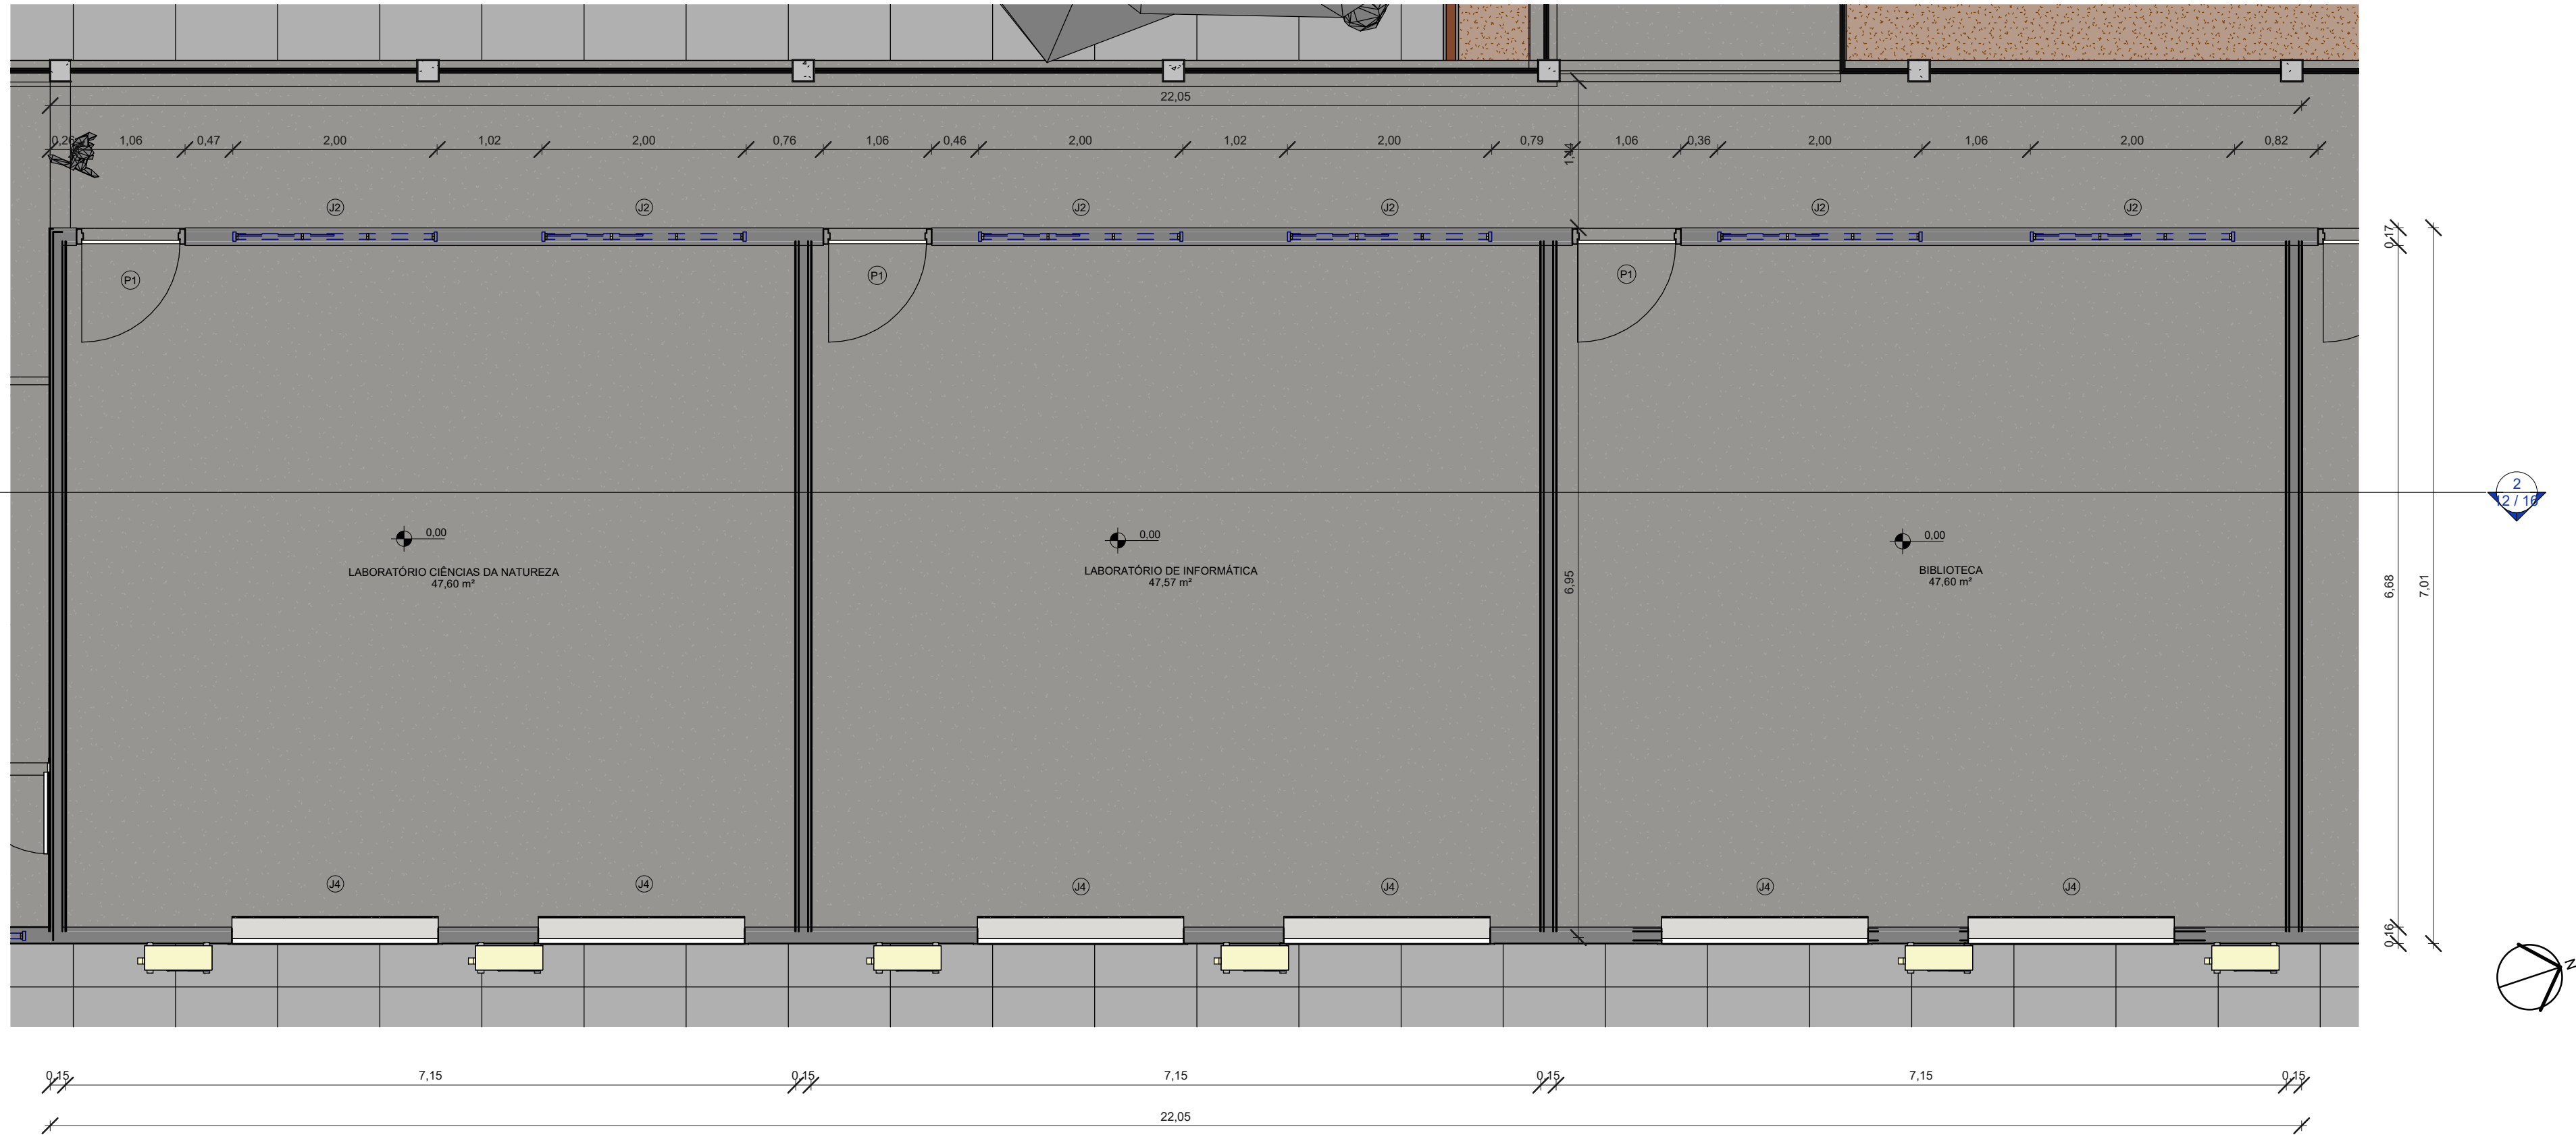 22,05
0,26 1,06 0,47 2,00 1,02 2,00 0,76 1,06 0,46 2,00 1,02 2,00 0,79 1,06 0,36 2,00 1,06 2,00 0,82
1,44
J2 J2 J2 J2 J2 J2
0,17
P1 P1 P1
2
12 / 16
0,00 0,00 0,00
LABORATÓRIO CIÊNCIAS DA NATUREZA
47,60 m²
LABORATÓRIO DE INFORMÁTICA
47,57 m²
BIBLIOTECA
47,60 m²
6,95
6,68
7,01
J4 J4 J4 J4 J4 J4
0,16
N
0,15 7,15 0,15 7,15 0,15 7,15 0,15
22,05